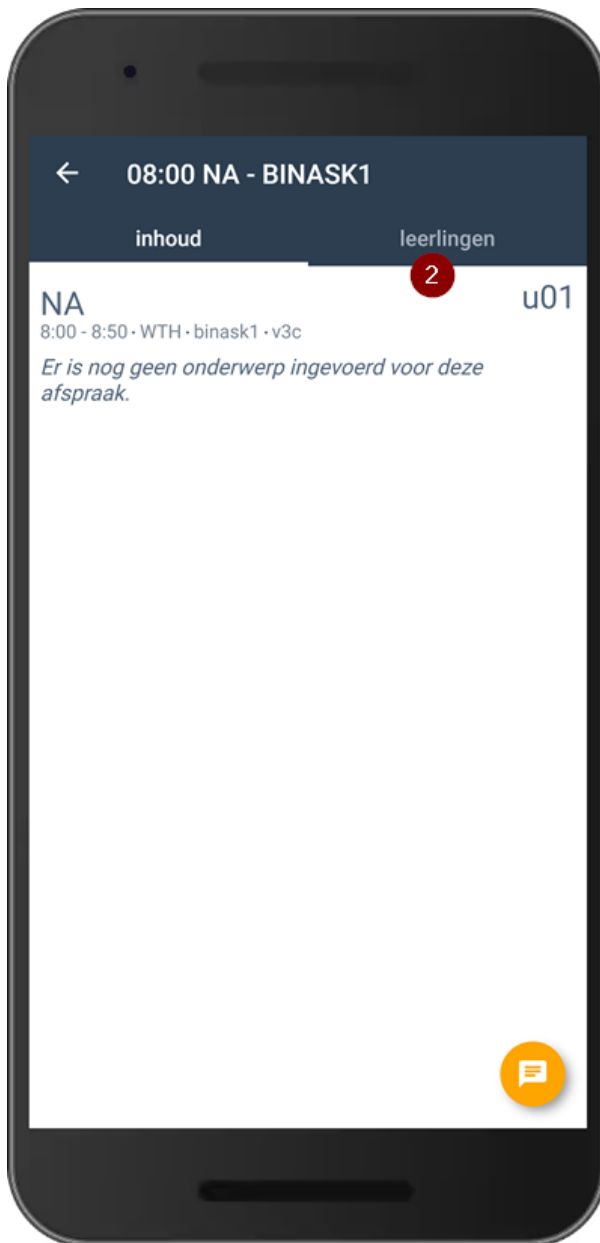 08:00 NA - BINASK1
inhoud
leerlingen
2
NA
u01
8:00 - 8:50 · WTH · binask1 · v3c
Er is nog geen onderwerp ingevoerd voor deze
afspraak.